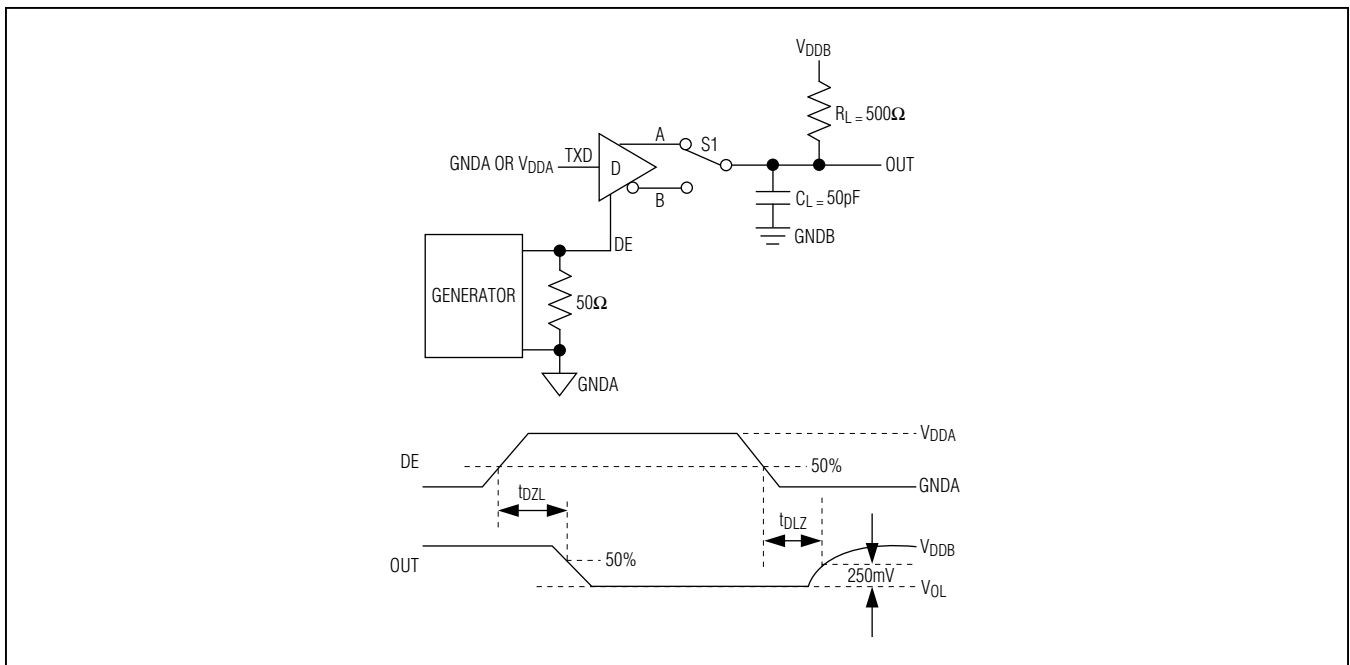 VDDB
RL = 500Ω
A
S1
GNDA OR VDDA
TXD
D
OUT
B
CL = 50pF
GNDB
DE
GENERATOR
50Ω
GNDA
VDDA
DE
50%
GNDA
tDZL
tDLZ
VDDB
OUT
50%
250mV
VOL